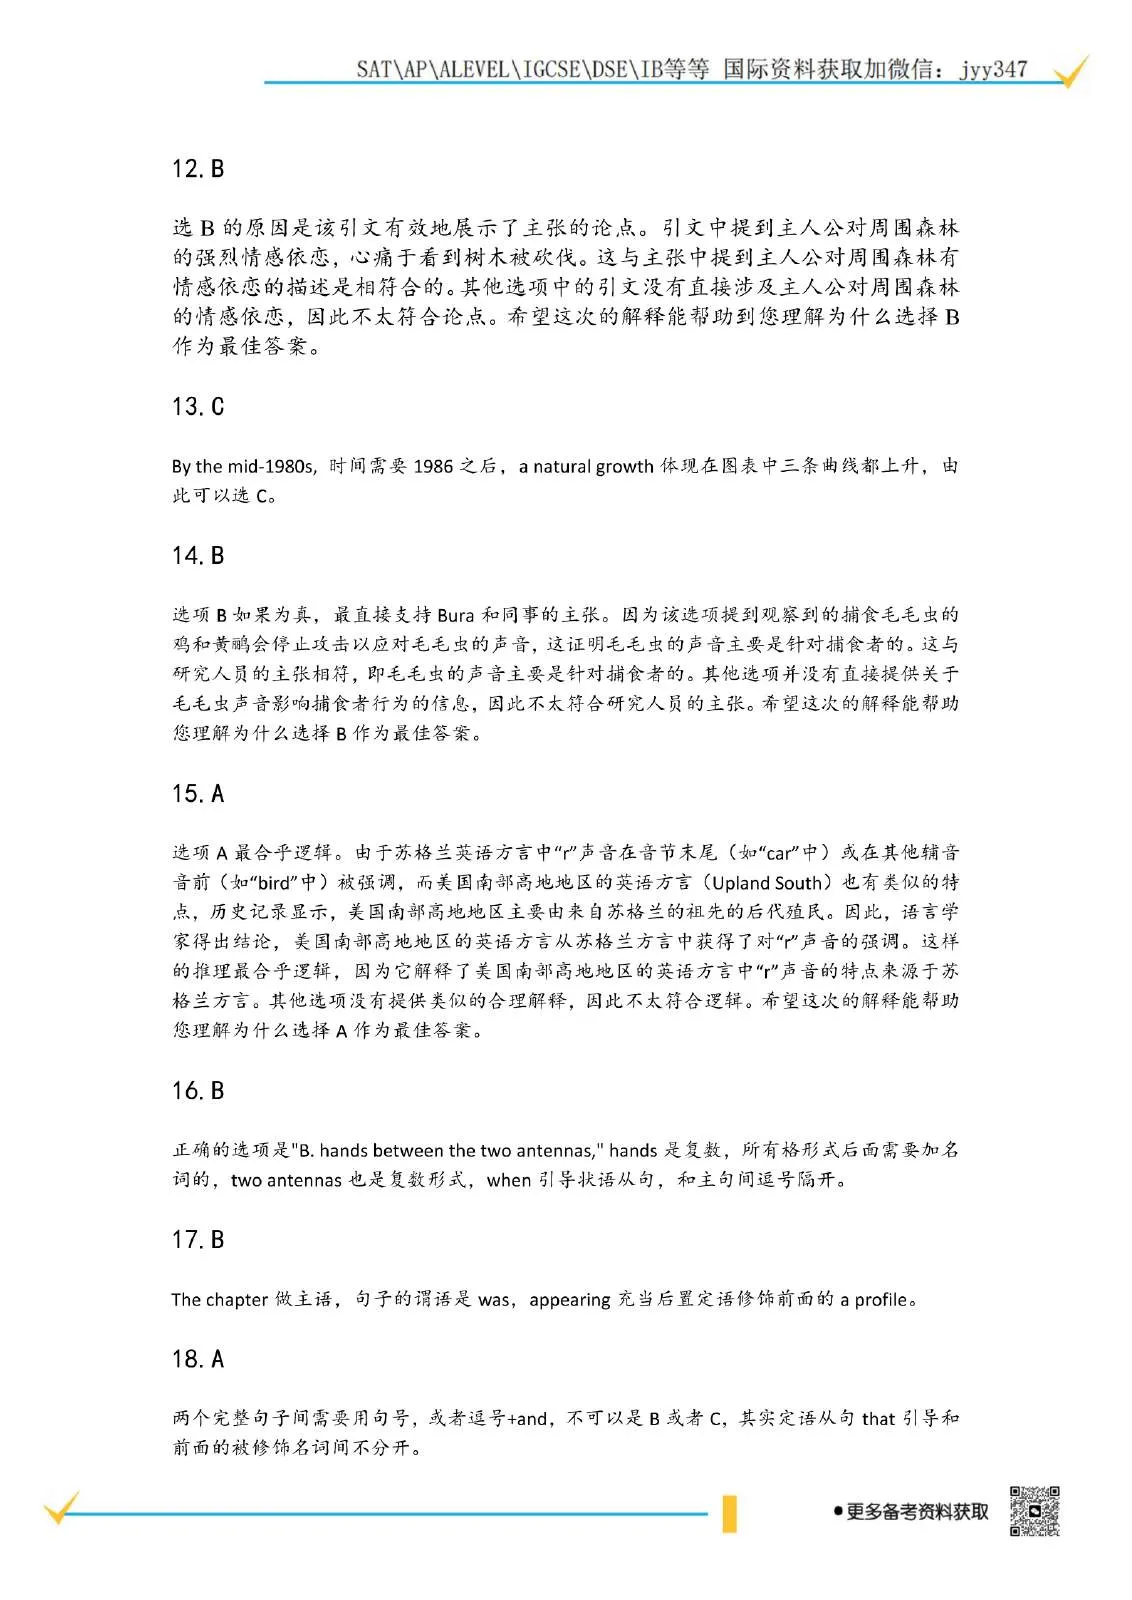 SAT\AP\ALEVEL\IGCSE\DSE\IB等等 国际资料获取加微信：jyy347
12. B
选 B 的原因是该引文有效地展示了主张的论点。引文中提到主人公对周围森林
的强烈情感依恋，心痛于看到树木被砍伐。这与主张中提到主人公对周围森林有
情感依恋的描述是相符合的。其他选项中的引文没有直接涉及主人公对周围森林
的情感依恋，因此不太符合论点。希望这次的解释能帮助到您理解为什么选择 B
作为最佳答案。
13. C
By the mid-1980s, 时间需要 1986 之后，a natural growth 体现在图表中三条曲线都上升，由
此可以选 C。
14. B
选项 B 如果为真，最直接支持 Bura 和同事的主张。因为该选项提到观察到的捕食毛毛虫的
鸡和黄鹂会停止攻击以应对毛毛虫的声音，这证明毛毛虫的声音主要是针对捕食者的。这与
研究人员的主张相符，即毛毛虫的声音主要是针对捕食者的。其他选项并没有直接提供关于
毛毛虫声音影响捕食者行为的信息，因此不太符合研究人员的主张。希望这次的解释能帮助
您理解为什么选择 B 作为最佳答案。
15. A
选项 A 最合乎逻辑。由于苏格兰英语方言中“r”声音在音节末尾（如“car”中）或在其他辅音
音前（如“bird”中）被强调，而美国南部高地地区的英语方言（Upland South）也有类似的特
点，历史记录显示，美国南部高地地区主要由来自苏格兰的祖先的后代殖民。因此，语言学
家得出结论，美国南部高地地区的英语方言从苏格兰方言中获得了对“r”声音的强调。这样
的推理最合乎逻辑，因为它解释了美国南部高地地区的英语方言中“r”声音的特点来源于苏
格兰方言。其他选项没有提供类似的合理解释，因此不太符合逻辑。希望这次的解释能帮助
您理解为什么选择 A 作为最佳答案。
16. B
正确的选项是"B. hands between the two antennas," hands 是复数，所有格形式后面需要加名
词的，two antennas 也是复数形式，when 引导状语从句，和主句间逗号隔开。
17. B
The chapter 做主语，句子的谓语是 was，appearing 充当后置定语修饰前面的 a profile。
18. A
两个完整句子间需要用句号，或者逗号+and，不可以是 B 或者 C，其实定语从句 that 引导和
前面的被修饰名词间不分开。
•更多备考资料获取